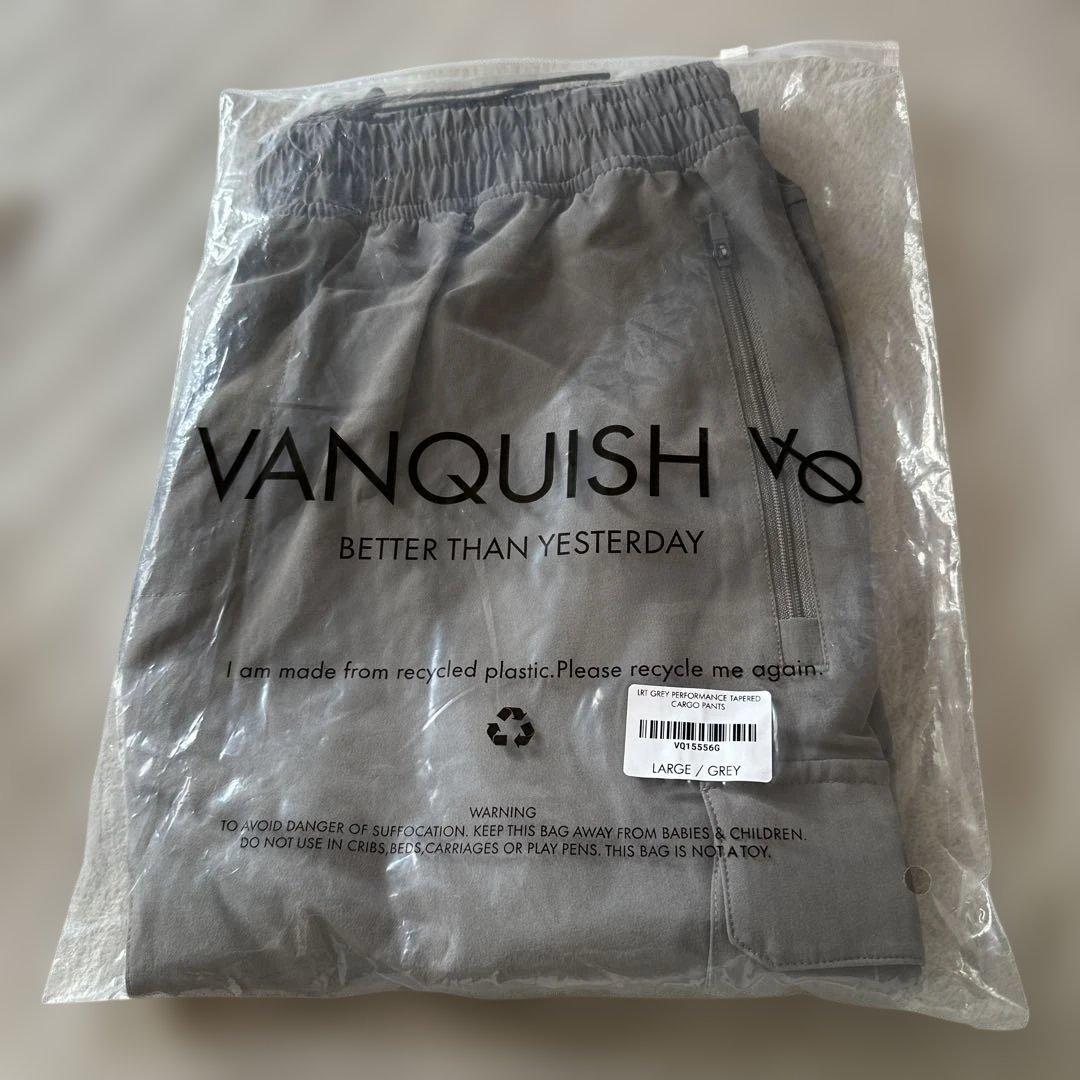 VANQUISH VQ
BETTER THAN YESTERDAY
I am made from recycled plastic.Please recycle me again.
LRT GREY PERFORMANCE TAPERED
CARGO PANTS
VQ15556G
LARGE / GREY
WARNING
TO AVOID DANGER OF SUFFOCATION. KEEP THIS BAG AWAY FROM BABIES & CHILDREN.
DO NOT USE IN CRIBS,BEDS,CARRIAGES OR PLAY PENS. THIS BAG IS NOT A TOY.